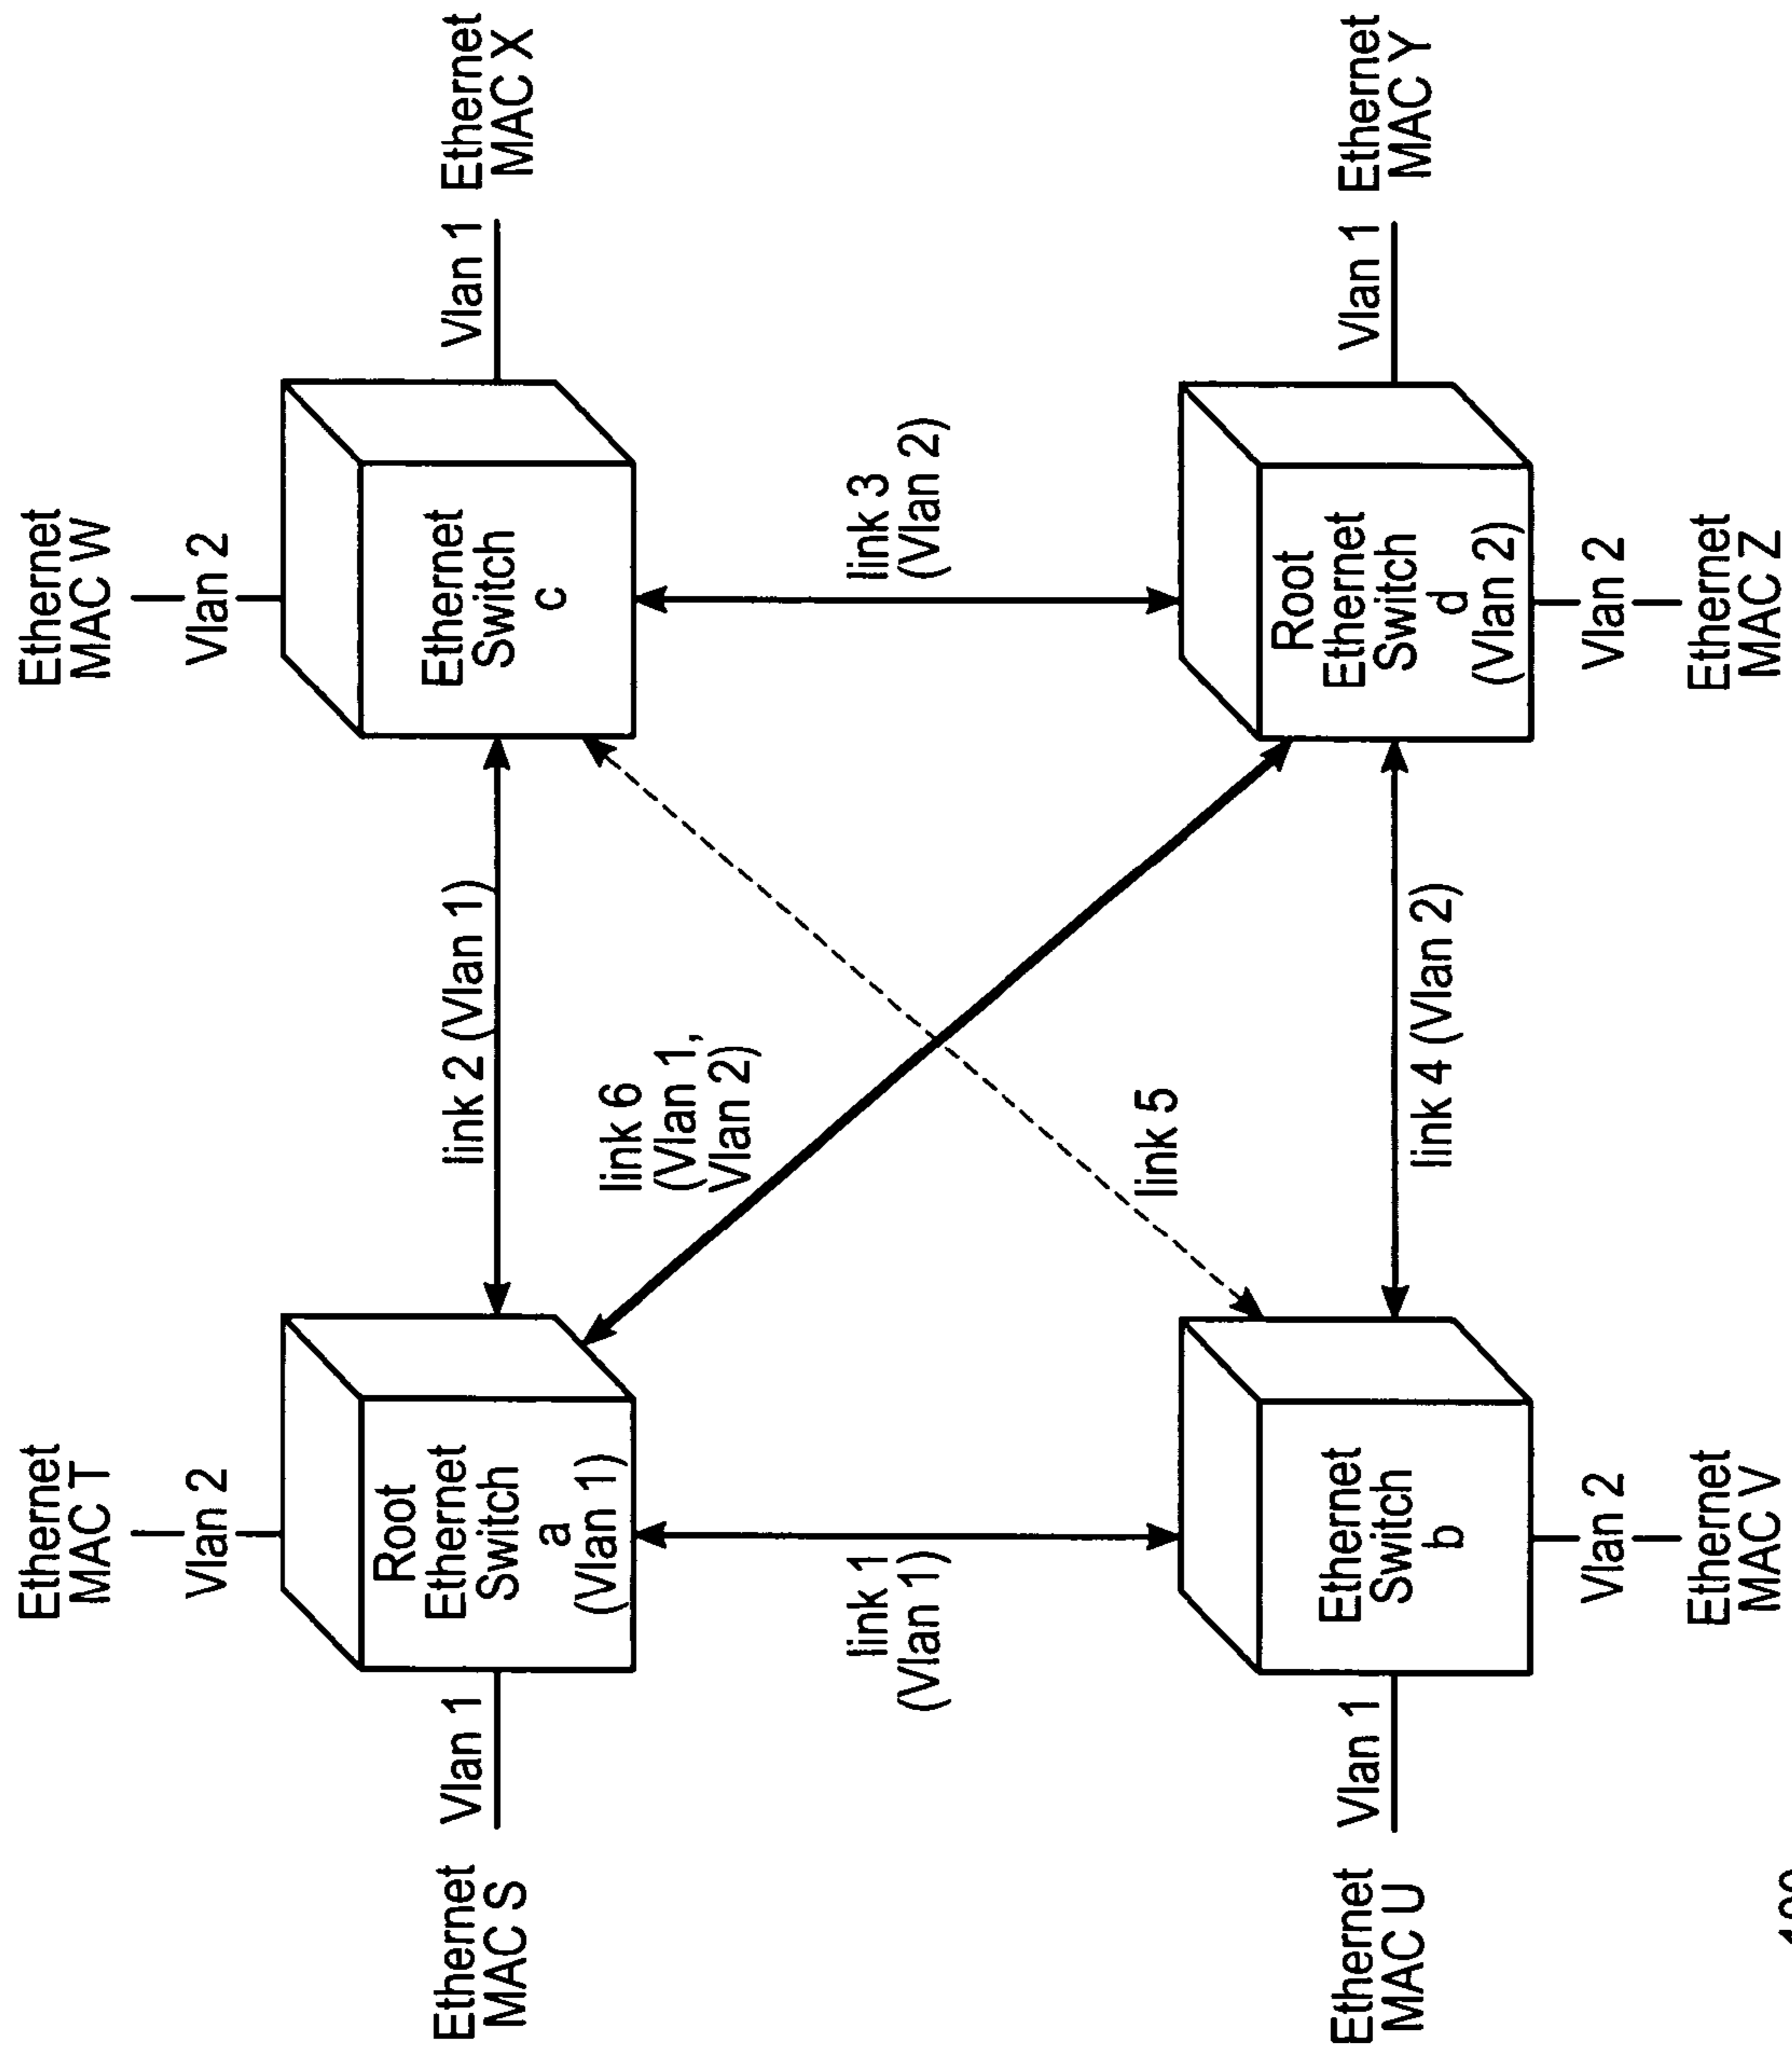 Ethernet
MAC T
Vlan 2
Ethernet
MAC W
Vlan 2
Ethernet
MAC S
Vlan 1
Root
Ethernet
Switch
a
(Vlan 1)
link 2 (Vlan 1)
Ethernet
Switch
c
Vlan 1
Ethernet
MAC X
link 6
(Vlan 1,
Vlan 2)
link 1
(Vlan 1)
link 3
(Vlan 2)
link 5
Ethernet
MAC U
Vlan 1
Ethernet
Switch
b
link 4 (Vlan 2)
Root
Ethernet
Switch
d
(Vlan 2)
Vlan 1
Ethernet
MAC Y
Vlan 2
Ethernet
MAC V
Vlan 2
Ethernet
MAC Z